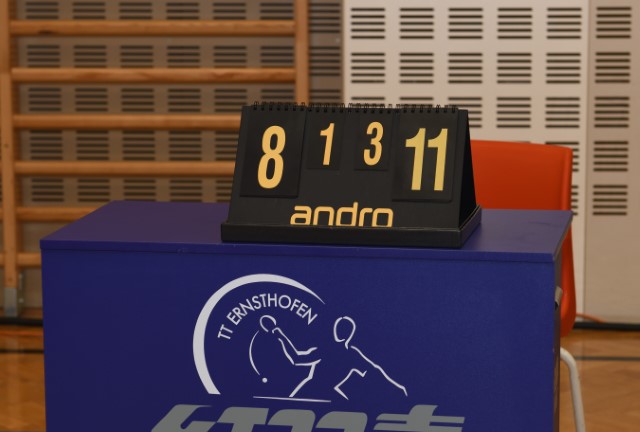 8 1 3 11
andro
TT ERNSTHOFEN